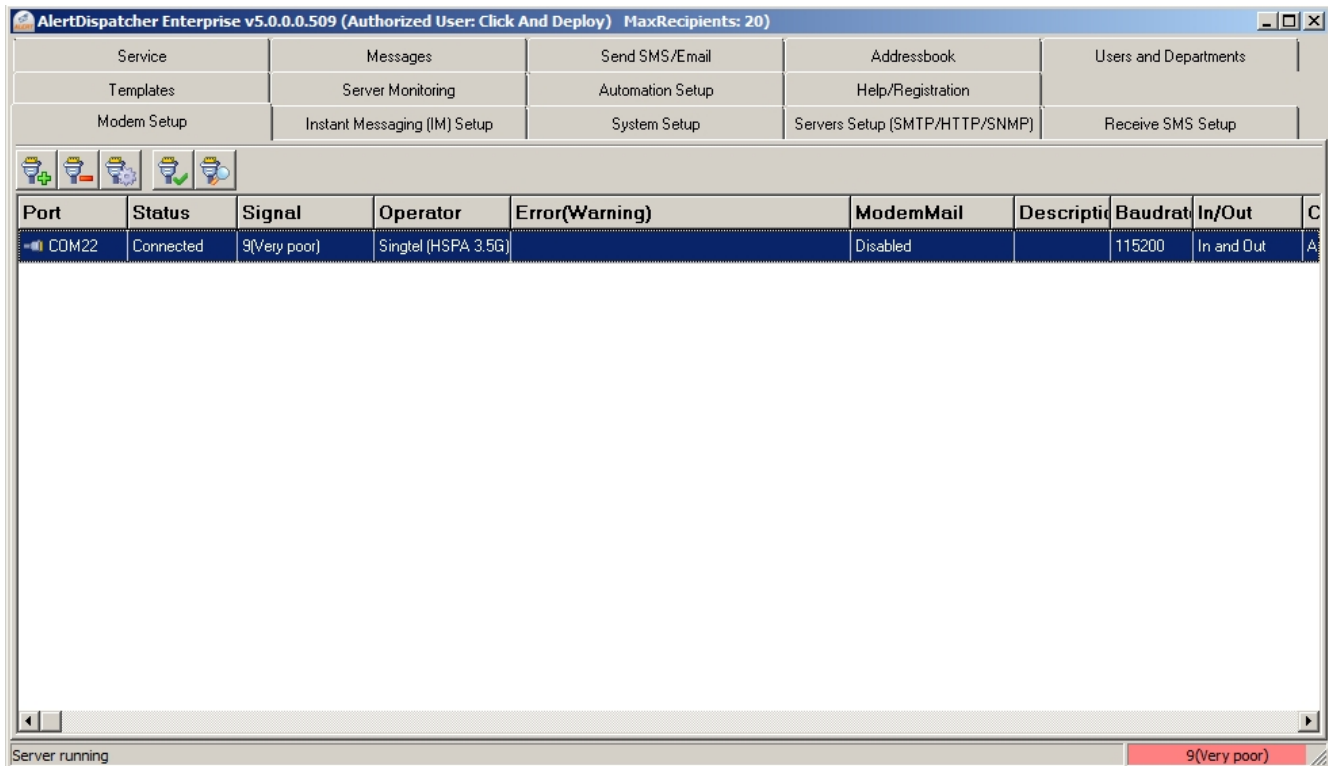 AlertDispatcher Enterprise v5.0.0.0.509 (Authorized User: Click And Deploy) MaxRecipients: 20)
Service Messages Send SMS/Email Addressbook Users and Departments
Templates Server Monitoring Automation Setup Help/Registration
Modem Setup Instant Messaging (IM) Setup System Setup Servers Setup (SMTP/HTTP/SNMP) Receive SMS Setup
Port Status Signal Operator Error(Warning) ModemMail Descriptio Baudrat In/Out C
COM22 Connected 9(Very poor) Singtel (HSPA 3.5G) Disabled 115200 In and Out A
Server running 9(Very poor)